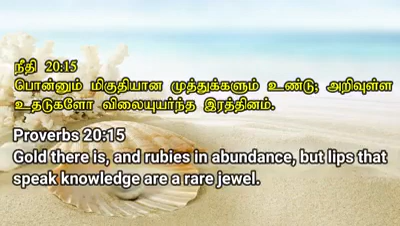 நீதி 20:15
பொன்னும் மிகுதியான முத்துக்களும் உண்டு; அறிவுள்ள
உதடுகளோ விலையுயர்ந்த இரத்தினம்.
Proverbs 20:15
Gold there is, and rubies in abundance, but lips that
speak knowledge are a rare jewel.